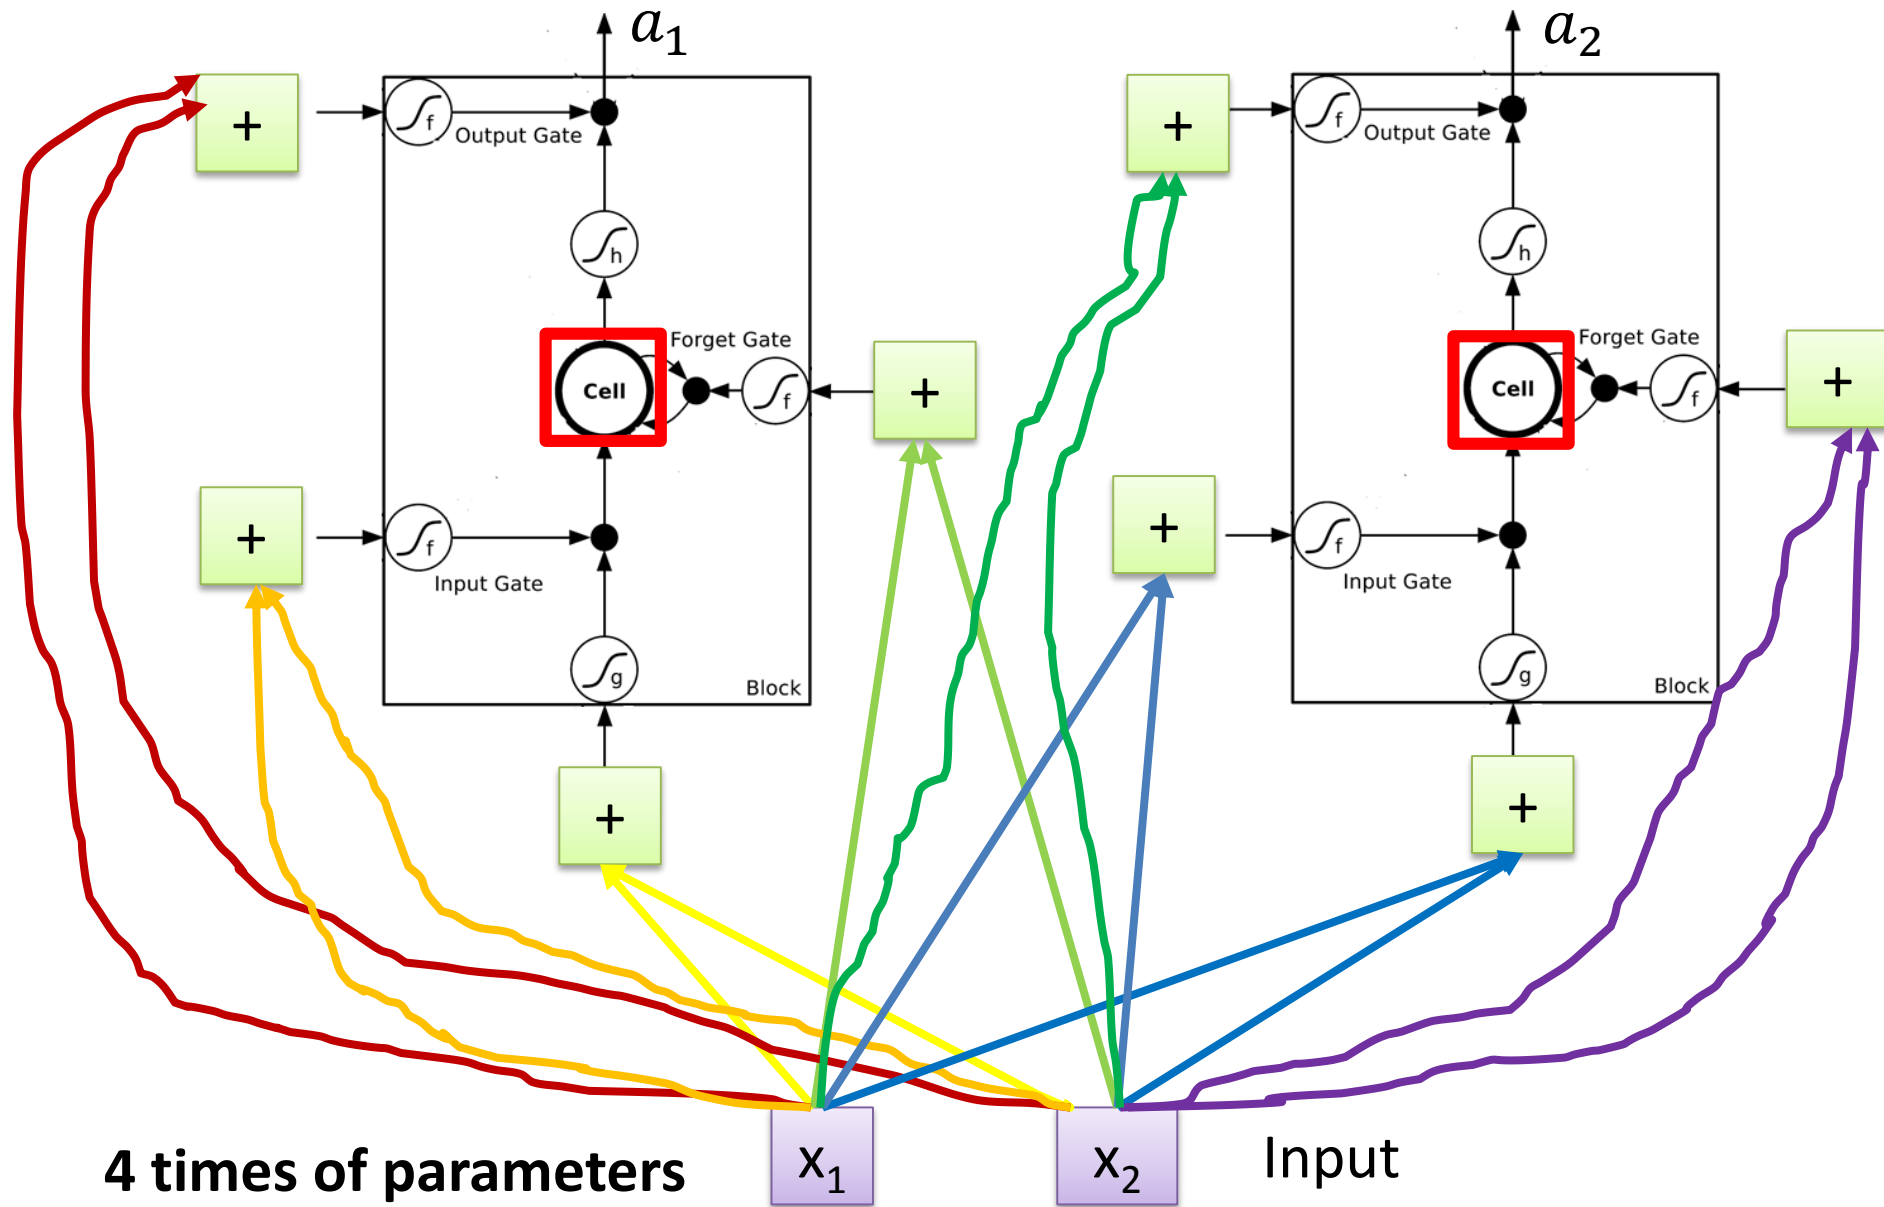 a₁
+
f
Output Gate
h
Forget Gate
Cell
f
+
+
f
Input Gate
g
Block
+
a₂
+
f
Output Gate
h
Forget Gate
Cell
f
+
+
f
Input Gate
g
Block
+
4 times of parameters
x₁
x₂
Input